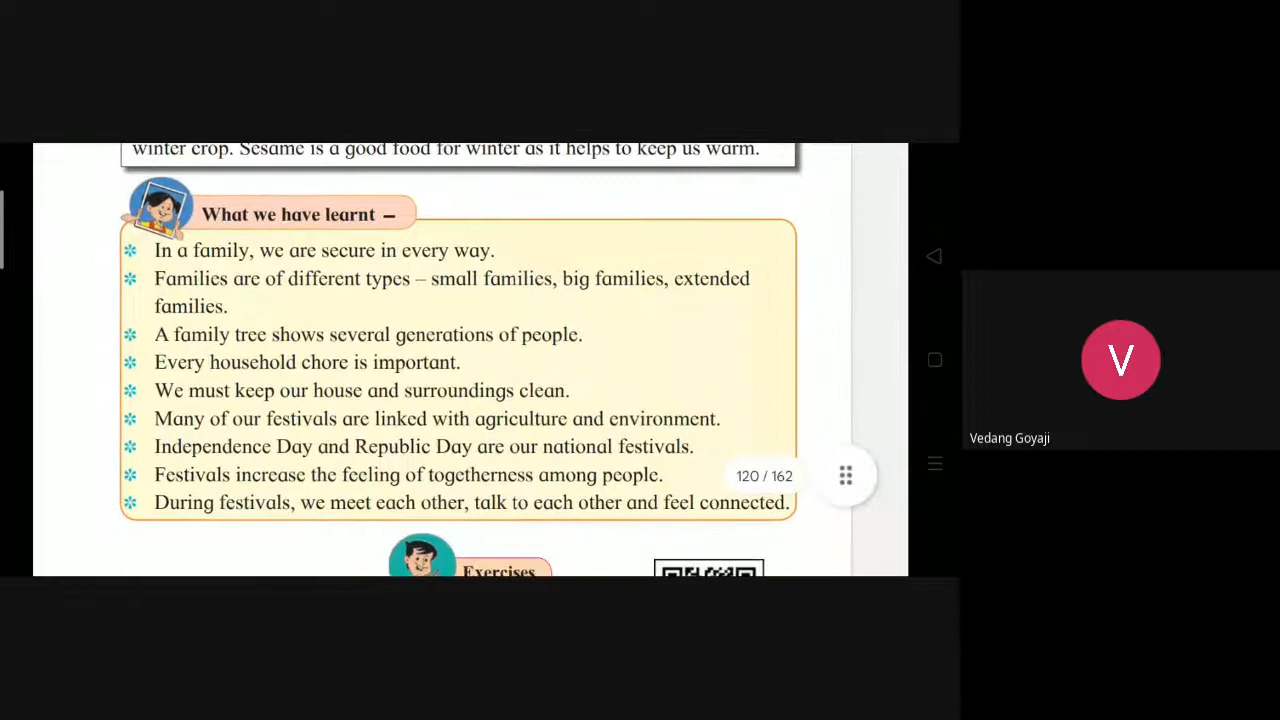 winter crop. Sesame is a good food for winter as it helps to keep us warm.
What we have learnt –
In a family, we are secure in every way.
Families are of different types – small families, big families, extended
families.
A family tree shows several generations of people.
Every household chore is important.
We must keep our house and surroundings clean.
Many of our festivals are linked with agriculture and environment.
Independence Day and Republic Day are our national festivals.
Festivals increase the feeling of togetherness among people.
120 / 162
During festivals, we meet each other, talk to each other and feel connected.
Exercises
V
Vedang Goyaji